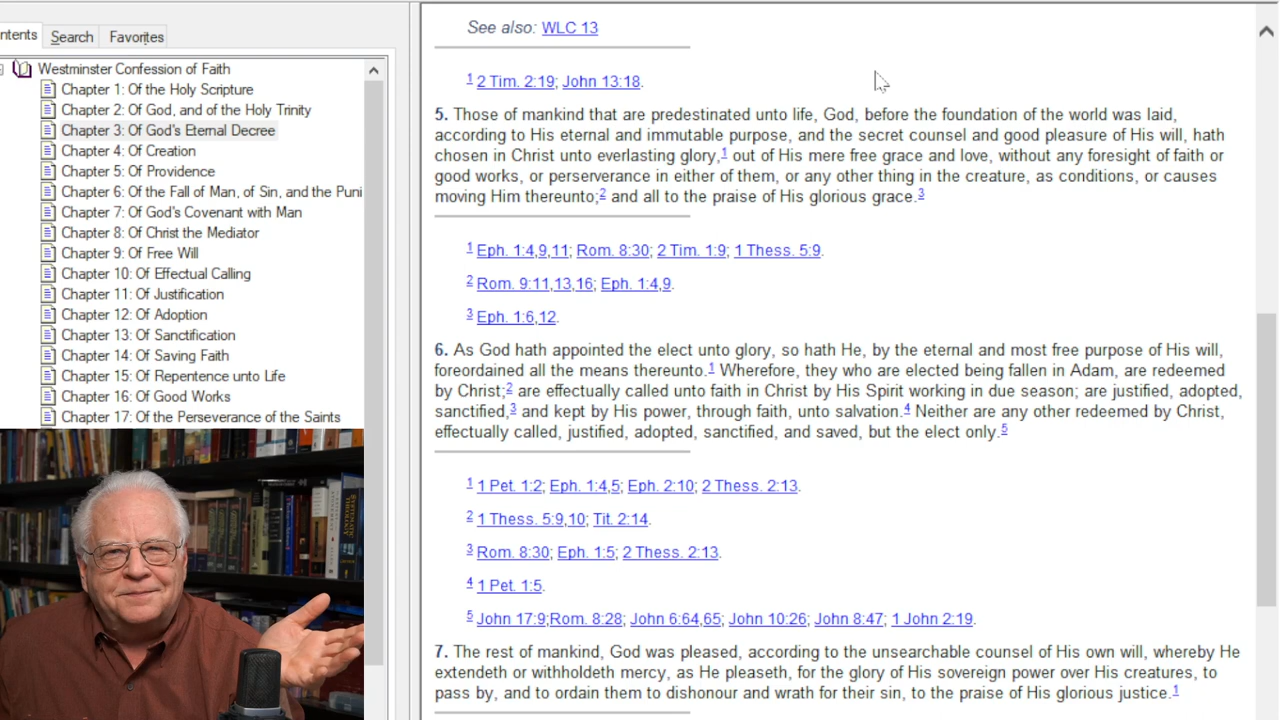 ntents Search Favorites
Westminster Confession of Faith
Chapter 1: Of the Holy Scripture
Chapter 2: Of God, and of the Holy Trinity
Chapter 3: Of God's Eternal Decree
Chapter 4: Of Creation
Chapter 5: Of Providence
Chapter 6: Of the Fall of Man, of Sin, and the Puni
Chapter 7: Of God's Covenant with Man
Chapter 8: Of Christ the Mediator
Chapter 9: Of Free Will
Chapter 10: Of Effectual Calling
Chapter 11: Of Justification
Chapter 12: Of Adoption
Chapter 13: Of Sanctification
Chapter 14: Of Saving Faith
Chapter 15: Of Repentence unto Life
Chapter 16: Of Good Works
Chapter 17: Of the Perseverance of the Saints
See also: WLC 13
1 2 Tim. 2:19; John 13:18.
5. Those of mankind that are predestinated unto life, God, before the foundation of the world was laid,
according to His eternal and immutable purpose, and the secret counsel and good pleasure of His will, hath
chosen in Christ unto everlasting glory,1 out of His mere free grace and love, without any foresight of faith or
good works, or perserverance in either of them, or any other thing in the creature, as conditions, or causes
moving Him thereunto;2 and all to the praise of His glorious grace.3
1 Eph. 1:4,9,11; Rom. 8:30; 2 Tim. 1:9; 1 Thess. 5:9.
2 Rom. 9:11,13,16; Eph. 1:4,9.
3 Eph. 1:6,12.
6. As God hath appointed the elect unto glory, so hath He, by the eternal and most free purpose of His will,
foreordained all the means thereunto.1 Wherefore, they who are elected being fallen in Adam, are redeemed
by Christ;2 are effectually called unto faith in Christ by His Spirit working in due season; are justified, adopted,
sanctified,3 and kept by His power, through faith, unto salvation.4 Neither are any other redeemed by Christ,
effectually called, justified, adopted, sanctified, and saved, but the elect only.5
1 1 Pet. 1:2; Eph. 1:4,5; Eph. 2:10; 2 Thess. 2:13.
2 1 Thess. 5:9,10; Tit. 2:14.
3 Rom. 8:30; Eph. 1:5; 2 Thess. 2:13.
4 1 Pet. 1:5.
5 John 17:9;Rom. 8:28; John 6:64,65; John 10:26; John 8:47; 1 John 2:19.
7. The rest of mankind, God was pleased, according to the unsearchable counsel of His own will, whereby He
extendeth or withholdeth mercy, as He pleaseth, for the glory of His sovereign power over His creatures, to
pass by, and to ordain them to dishonour and wrath for their sin, to the praise of His glorious justice.1